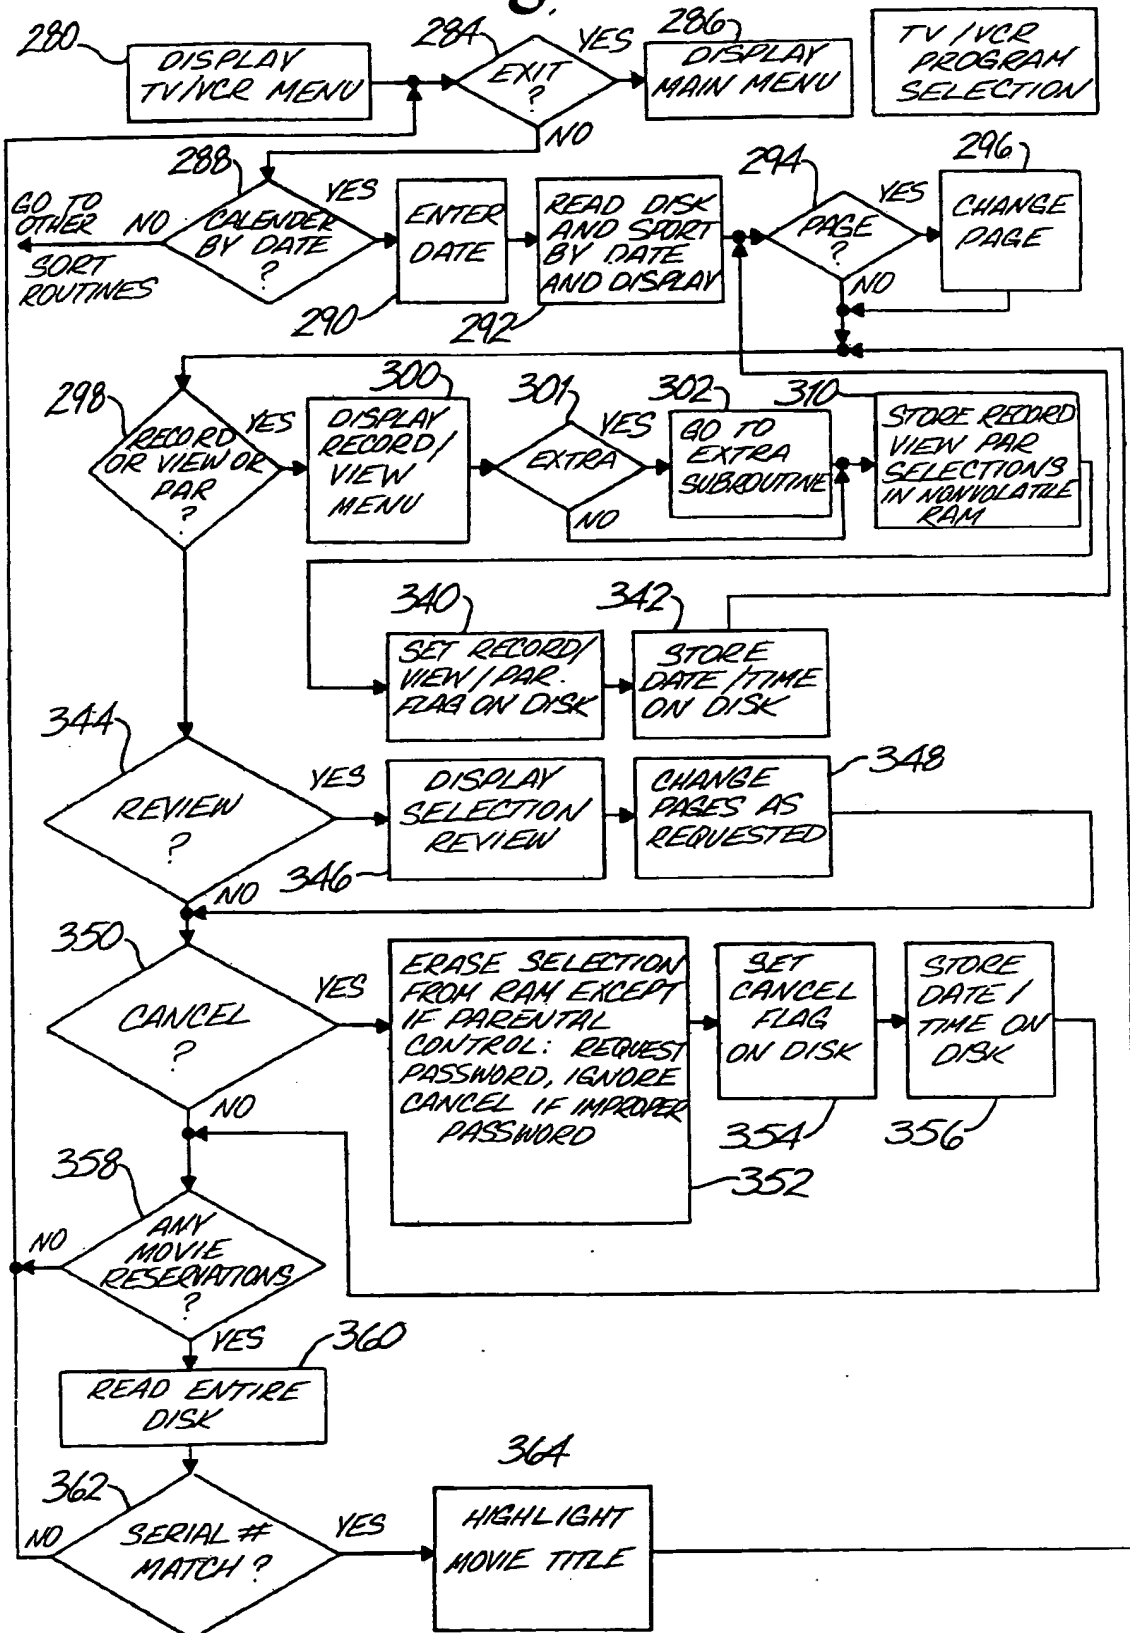 8.
280
DISPLAY
TV/VCR MENU
284
EXIT
?
YES
NO
286
DISPLAY
MAIN MENU
TV/VCR
PROGRAM
SELECTION
288
CALENDER
BY DATE
?
YES
NO
GO TO
OTHER
SORT
ROUTINES
ENTER
DATE
290
READ DISK
AND SPORT
BY DATE
AND DISPLAY
292
294
PAGE
?
YES
NO
296
CHANGE
PAGE
298
RECORD
OR VIEW OR
PAR
?
YES
300
DISPLAY
RECORD/
VIEW
MENU
301
EXTRA
YES
NO
302
GO TO
EXTRA
SUBROUTINE
310
STORE RECORD
VIEW PAR
SELECTIONS
IN NONVOLATILE
RAM
340
SET RECORD/
VIEW/PAR.
FLAG ON DISK
342
STORE
DATE/TIME
ON DISK
344
REVIEW
?
YES
NO
DISPLAY
SELECTION
REVIEW
346
CHANGE
PAGES AS
REQUESTED
348
350
CANCEL
?
YES
NO
ERASE SELECTION
FROM RAM EXCEPT
IF PARENTAL
CONTROL: REQUEST
PASSWORD, IGNORE
CANCEL IF IMPROPER
PASSWORD
352
SET
CANCEL
FLAG
ON DISK
354
STORE
DATE/
TIME ON
DISK
356
358
ANY
MOVIE
RESERVATIONS
?
NO
YES
360
READ ENTIRE
DISK
362
SERIAL #
MATCH ?
NO
YES
364
HIGHLIGHT
MOVIE TITLE